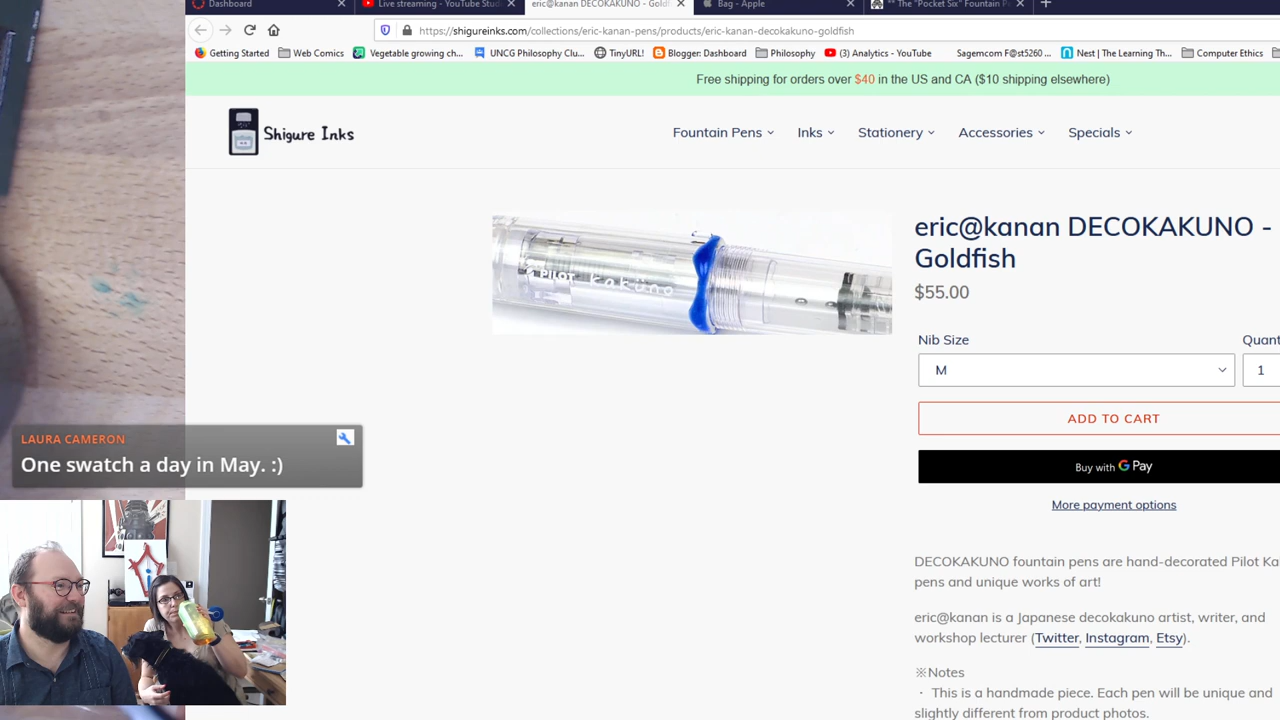 Dashboard
Live streaming - YouTube Stud
eric@kanan DECOKAKUNO - Goldf
Bag - Apple
** The "Pocket Six" Fountain P
https://shigureinks.com/collections/eric-kanan-pens/products/eric-kanan-decokakuno-goldfish
Getting Started
Web Comics
Vegetable growing ch...
UNCG Philosophy Clu...
TinyURL!
Blogger: Dashboard
Philosophy
(3) Analytics - YouTube
Sagemcom F@st5260 ...
Nest | The Learning Th...
Computer Ethics
Free shipping for orders over $40 in the US and CA ($10 shipping elsewhere)
Shigure Inks
Fountain Pens
Inks
Stationery
Accessories
Specials
PILOT kakuno
eric@kanan DECOKAKUNO -
Goldfish
$55.00
Nib Size
Quant
M
1
ADD TO CART
Buy with G Pay
More payment options
DECOKAKUNO fountain pens are hand-decorated Pilot Ka
pens and unique works of art!
eric@kanan is a Japanese decokakuno artist, writer, and
workshop lecturer (Twitter, Instagram, Etsy).
※Notes
・ This is a handmade piece. Each pen will be unique and
slightly different from product photos.
LAURA CAMERON
One swatch a day in May. :)